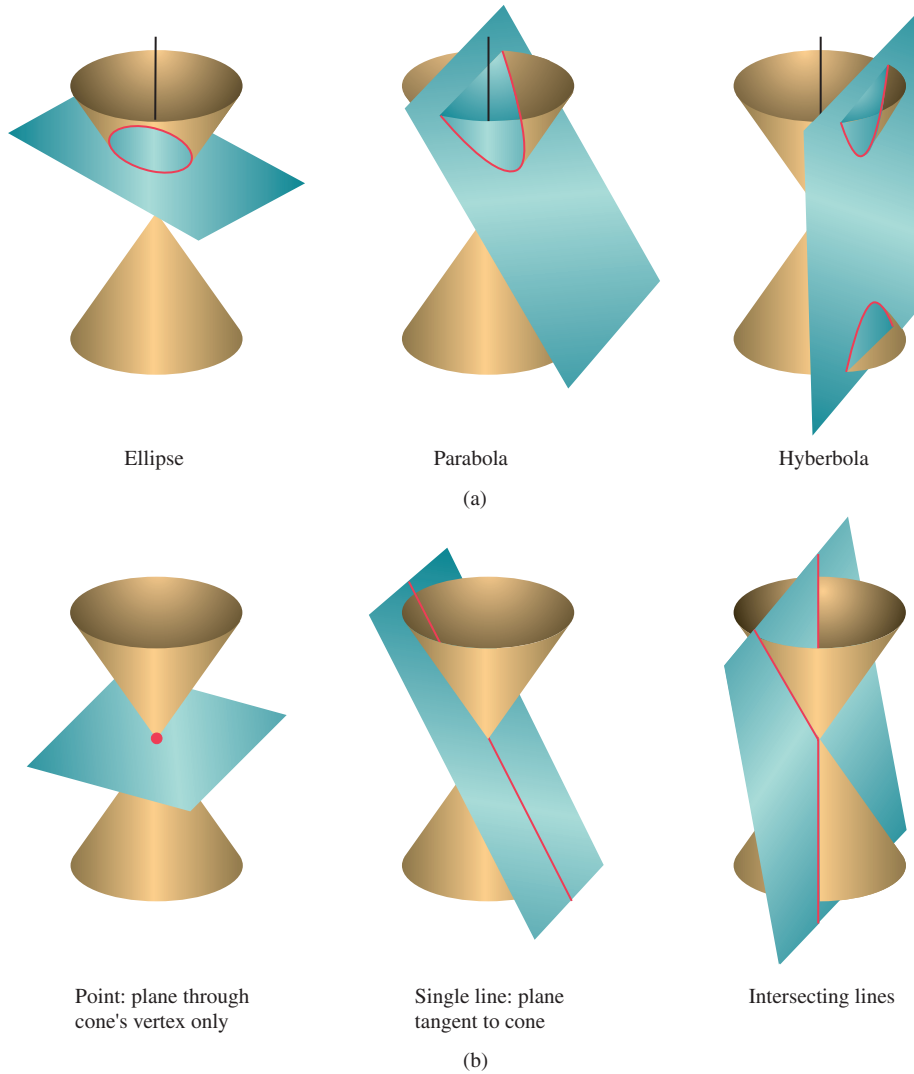 Ellipse
Parabola
Hyberbola
(a)
Point: plane through
cone's vertex only
Single line: plane
tangent to cone
Intersecting lines
(b)